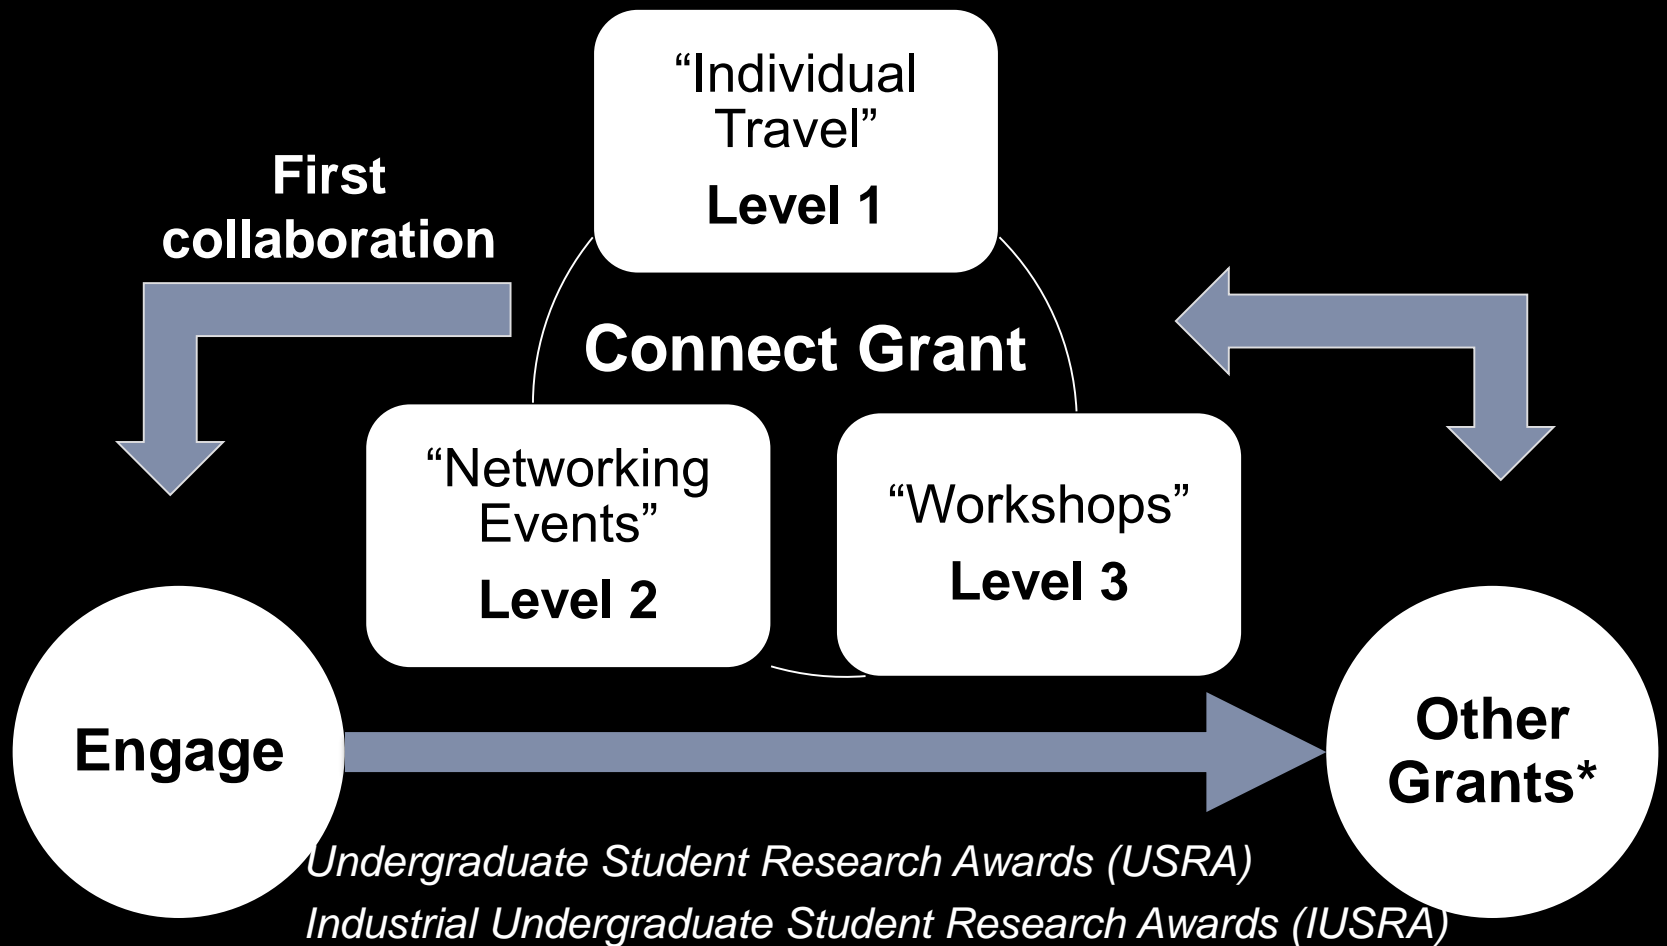 “Individual
Travel”
Level 1
First
collaboration
Connect Grant
“Networking
Events”
Level 2
“Workshops”
Level 3
Engage
Other
Grants*
Undergraduate Student Research Awards (USRA)
Industrial Undergraduate Student Research Awards (IUSRA)